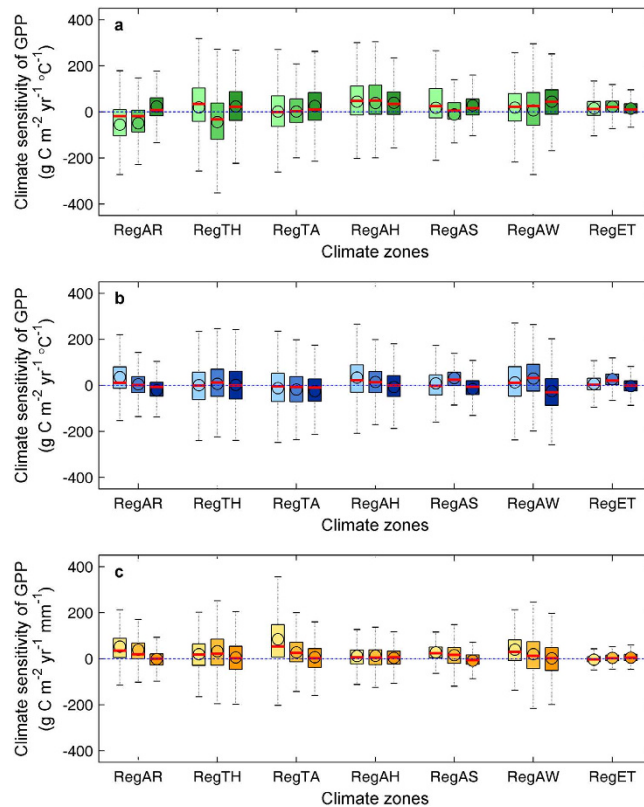 a
Climate sensitivity of GPP
(g C m⁻² yr⁻¹ °C⁻¹)
400
200
0
-200
-400
RegAR RegTH RegTA RegAH RegAS RegAW RegET
Climate zones
b
Climate sensitivity of GPP
(g C m⁻² yr⁻¹ °C⁻¹)
400
200
0
-200
-400
RegAR RegTH RegTA RegAH RegAS RegAW RegET
Climate zones
c
Climate sensitivity of GPP
(g C m⁻² yr⁻¹ mm⁻¹)
400
200
0
-200
-400
RegAR RegTH RegTA RegAH RegAS RegAW RegET
Climate zones